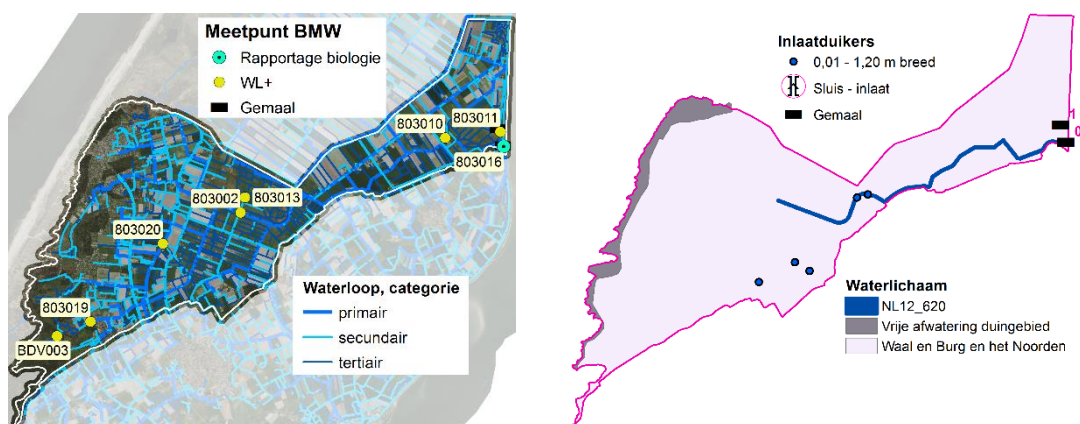 Meetpunt BMW
Rapportage biologie
WL+
Gemaal
803010
803011
803016
803002
803013
803020
803019
BDV003
Waterloop, categorie
primair
secundair
tertiair
Inlaatduikers
0,01 - 1,20 m breed
Sluis - inlaat
Gemaal
1
0
Waterlichaam
NL12_620
Vrije afwatering duingebied
Waal en Burg en het Noorden